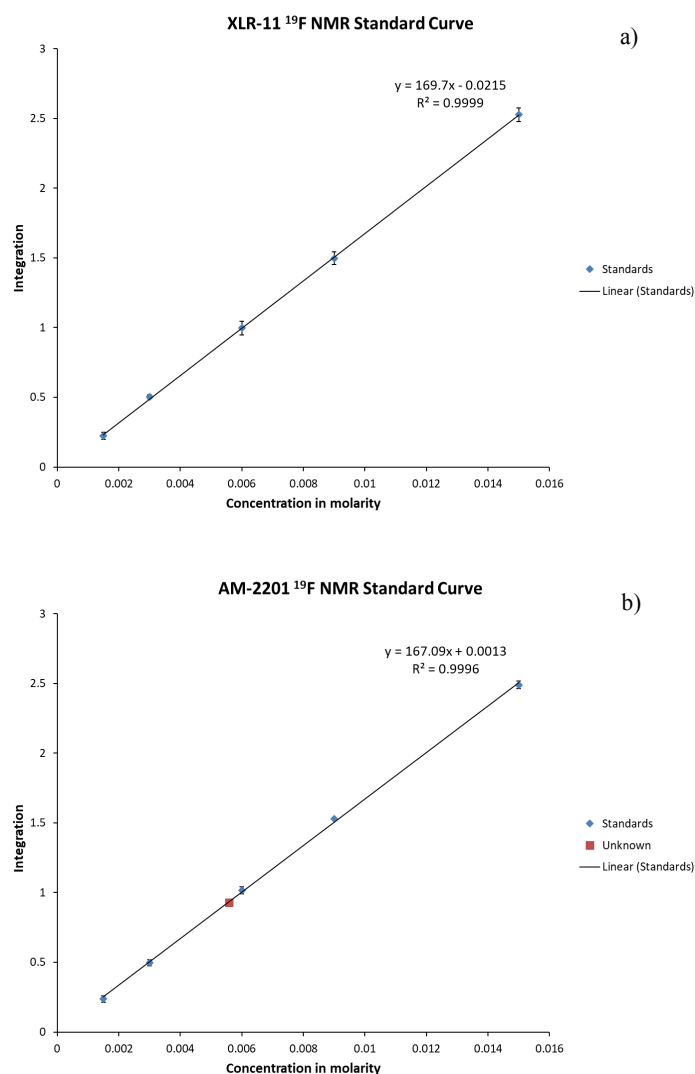 XLR-11 ¹⁹F NMR Standard Curve
a)
3
2.5
2
1.5
1
0.5
0
y = 169.7x - 0.0215
R² = 0.9999
Integration
Standards
Linear (Standards)
0 0.002 0.004 0.006 0.008 0.01 0.012 0.014 0.016
Concentration in molarity
AM-2201 ¹⁹F NMR Standard Curve
b)
3
2.5
2
1.5
1
0.5
0
y = 167.09x + 0.0013
R² = 0.9996
Integration
Standards
Unknown
Linear (Standards)
0 0.002 0.004 0.006 0.008 0.01 0.012 0.014 0.016
Concentration in molarity